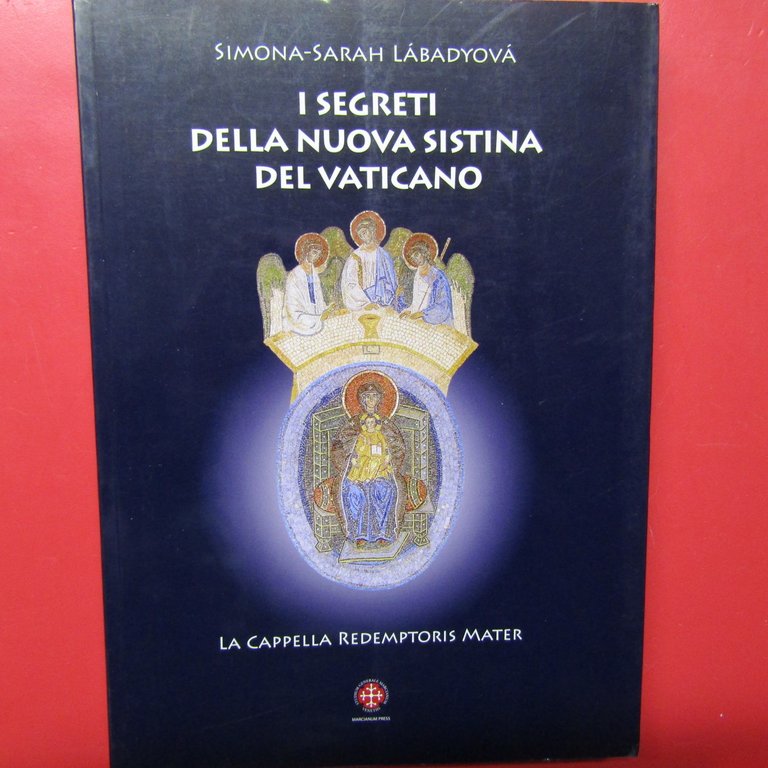 SIMONA-SARAH LÁBADYOVÁ
I SEGRETI
DELLA NUOVA SISTINA
DEL VATICANO
LA CAPPELLA REDEMPTORIS MATER
MARCIANUM PRESS